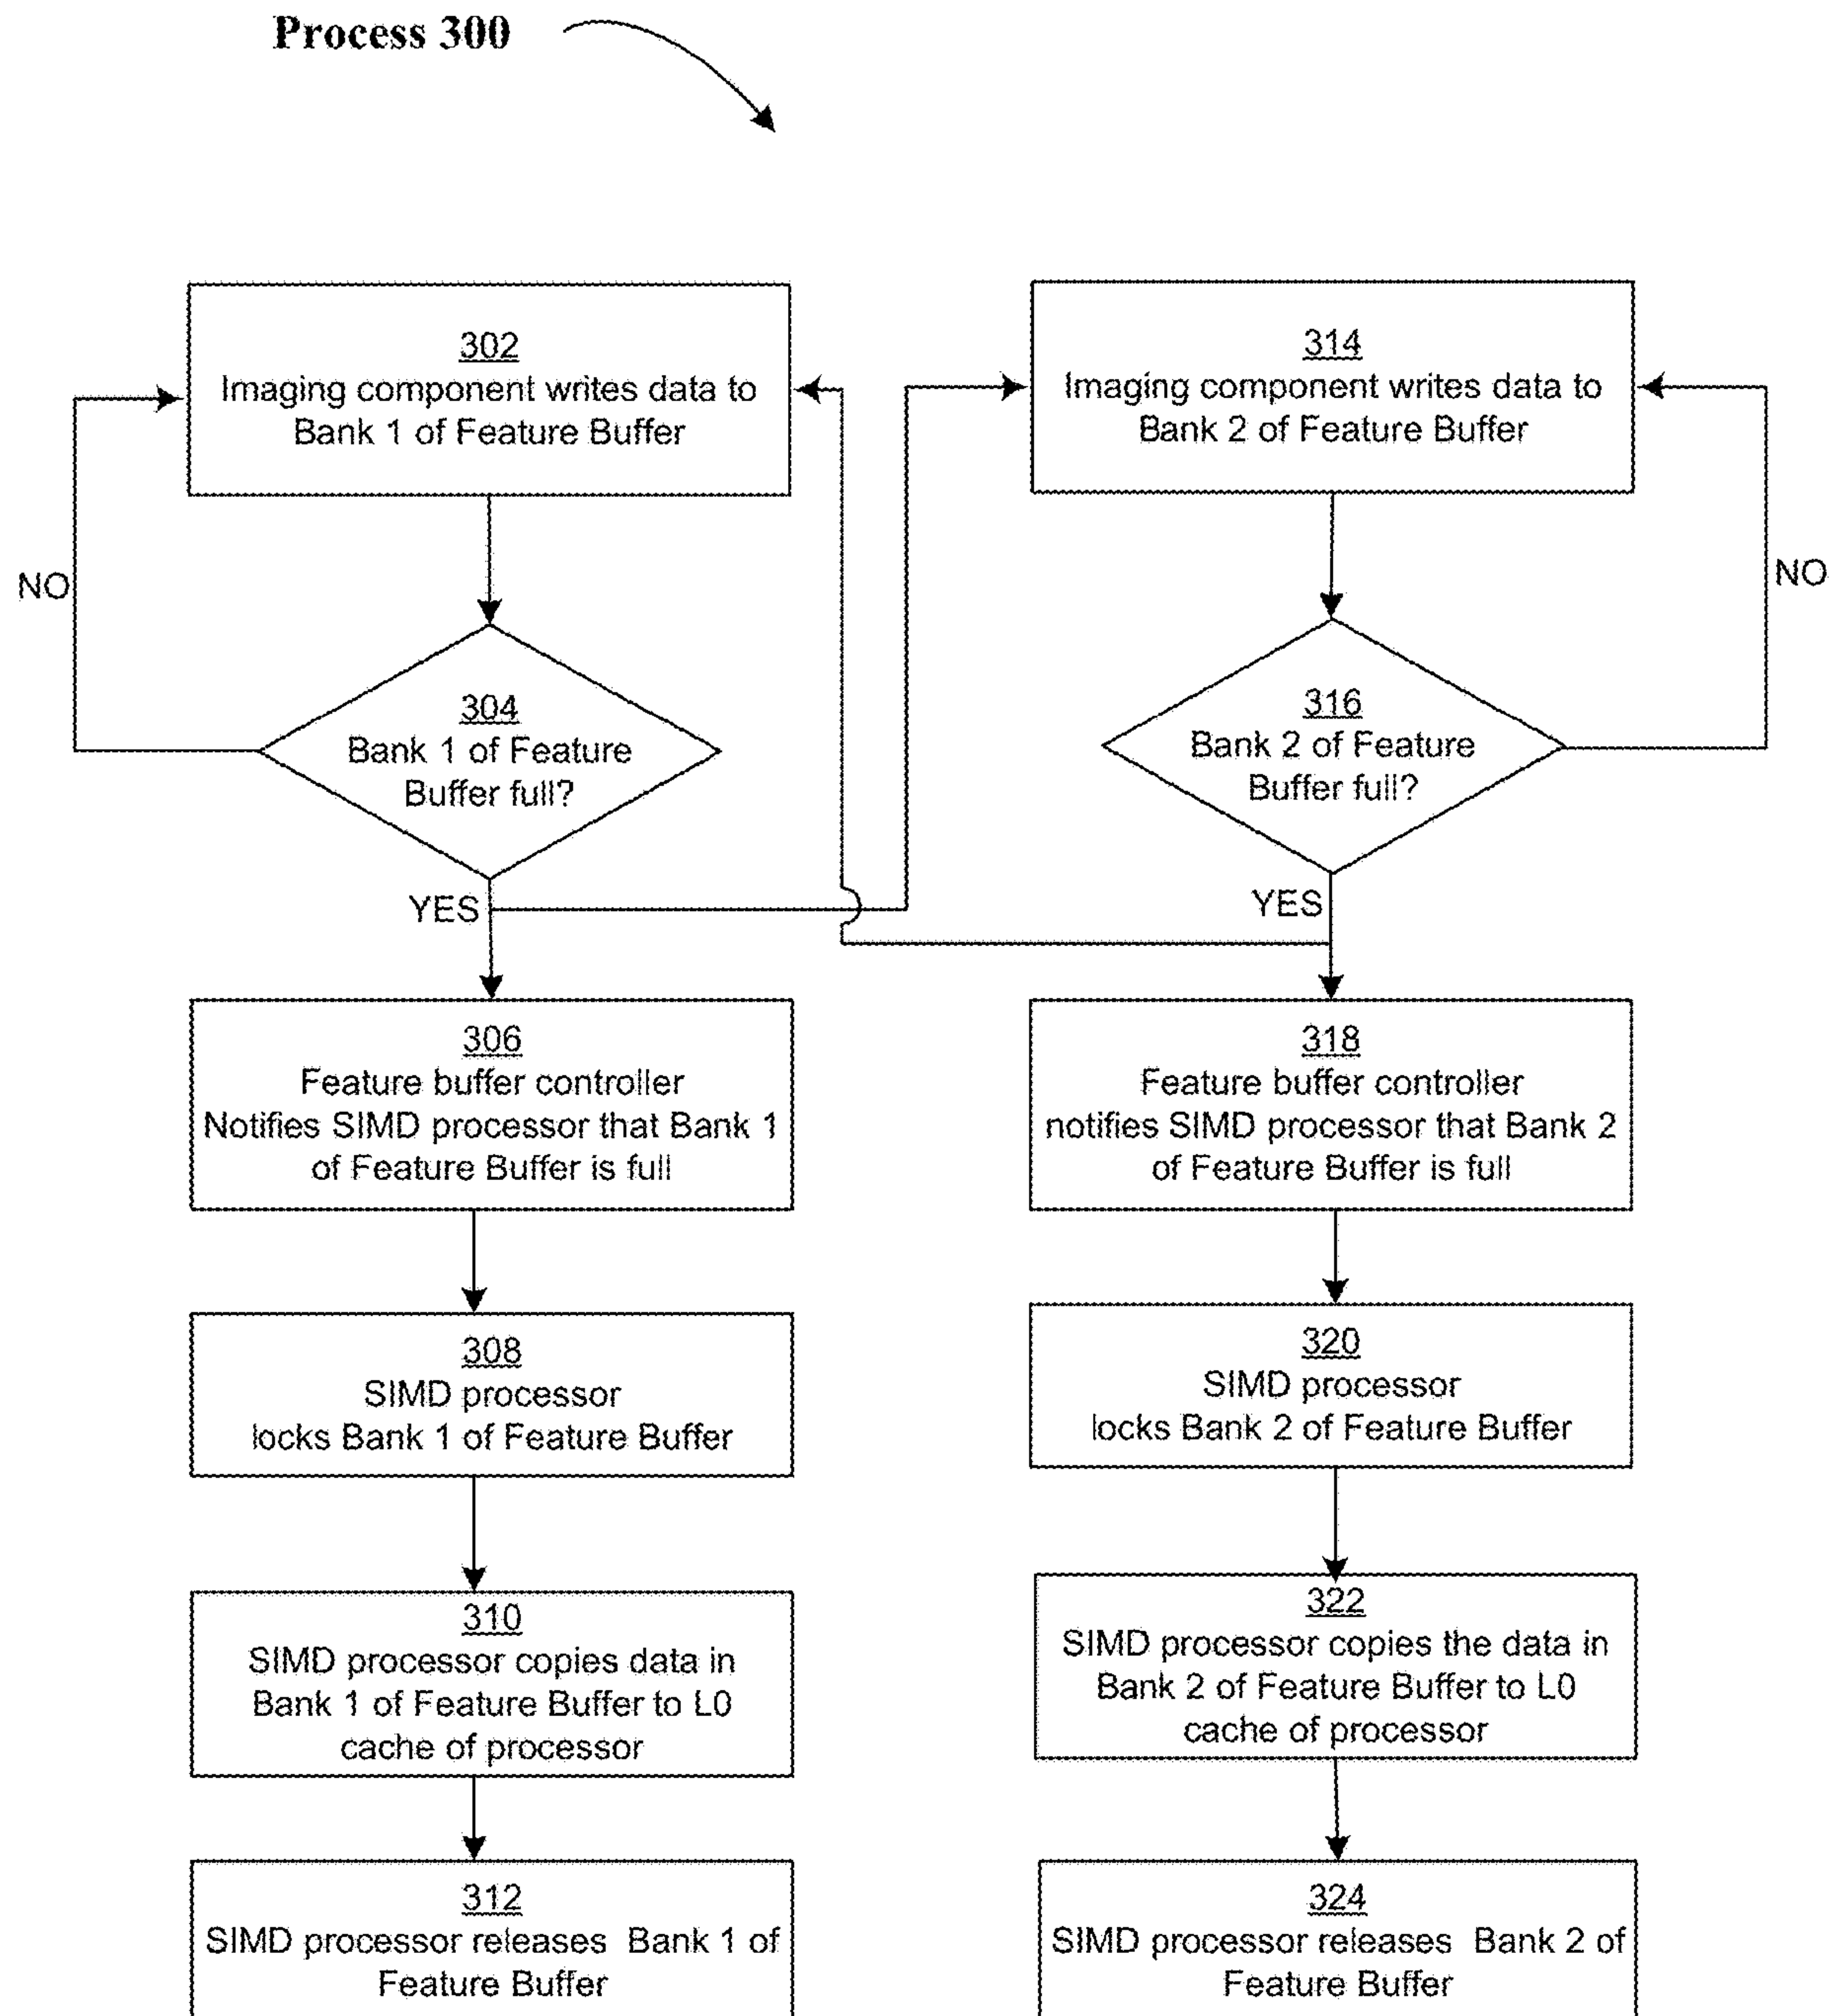 Process 300
302
Imaging component writes data to
Bank 1 of Feature Buffer
NO
304
Bank 1 of Feature
Buffer full?
YES
306
Feature buffer controller
Notifies SIMD processor that Bank 1
of Feature Buffer is full
308
SIMD processor
locks Bank 1 of Feature Buffer
310
SIMD processor copies data in
Bank 1 of Feature Buffer to L0
cache of processor
312
SIMD processor releases Bank 1 of
Feature Buffer
314
Imaging component writes data to
Bank 2 of Feature Buffer
NO
316
Bank 2 of Feature
Buffer full?
YES
318
Feature buffer controller
notifies SIMD processor that Bank 2
of Feature Buffer is full
320
SIMD processor
locks Bank 2 of Feature Buffer
322
SIMD processor copies the data in
Bank 2 of Feature Buffer to L0
cache of processor
324
SIMD processor releases Bank 2 of
Feature Buffer